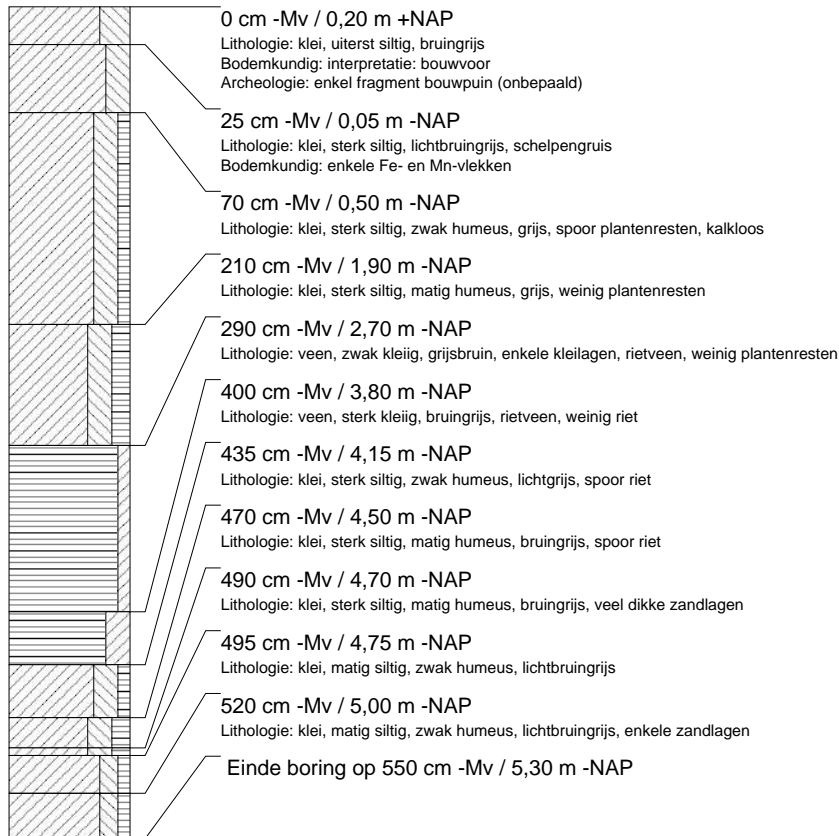 0 cm -Mv / 0,20 m +NAP
Lithologie: klei, uiterst siltig, bruingrijs
Bodemkundig: interpretatie: bouwvoor
Archeologie: enkel fragment bouwpuin (onbepaald)
25 cm -Mv / 0,05 m -NAP
Lithologie: klei, sterk siltig, lichtbruingrijs, schelpengruis
Bodemkundig: enkele Fe- en Mn-vlekken
70 cm -Mv / 0,50 m -NAP
Lithologie: klei, sterk siltig, zwak humeus, grijs, spoor plantenresten, kalkloos
210 cm -Mv / 1,90 m -NAP
Lithologie: klei, sterk siltig, matig humeus, grijs, weinig plantenresten
290 cm -Mv / 2,70 m -NAP
Lithologie: veen, zwak kleiig, grijsbruin, enkele kleilagen, rietveen, weinig plantenresten
400 cm -Mv / 3,80 m -NAP
Lithologie: veen, sterk kleiig, bruingrijs, rietveen, weinig riet
435 cm -Mv / 4,15 m -NAP
Lithologie: klei, sterk siltig, zwak humeus, lichtgrijs, spoor riet
470 cm -Mv / 4,50 m -NAP
Lithologie: klei, sterk siltig, matig humeus, bruingrijs, spoor riet
490 cm -Mv / 4,70 m -NAP
Lithologie: klei, sterk siltig, matig humeus, bruingrijs, veel dikke zandlagen
495 cm -Mv / 4,75 m -NAP
Lithologie: klei, matig siltig, zwak humeus, lichtbruingrijs
520 cm -Mv / 5,00 m -NAP
Lithologie: klei, matig siltig, zwak humeus, lichtbruingrijs, enkele zandlagen
Einde boring op 550 cm -Mv / 5,30 m -NAP